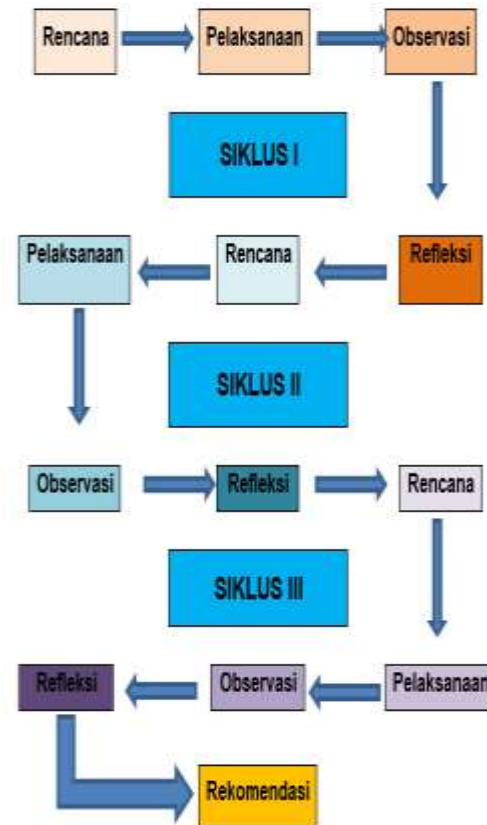 Rencana
Pelaksanaan
Observasi
SIKLUS I
Pelaksanaan
Rencana
Refleksi
SIKLUS II
Observasi
Refleksi
Rencana
SIKLUS III
Refleksi
Observasi
Pelaksanaan
Rekomendasi